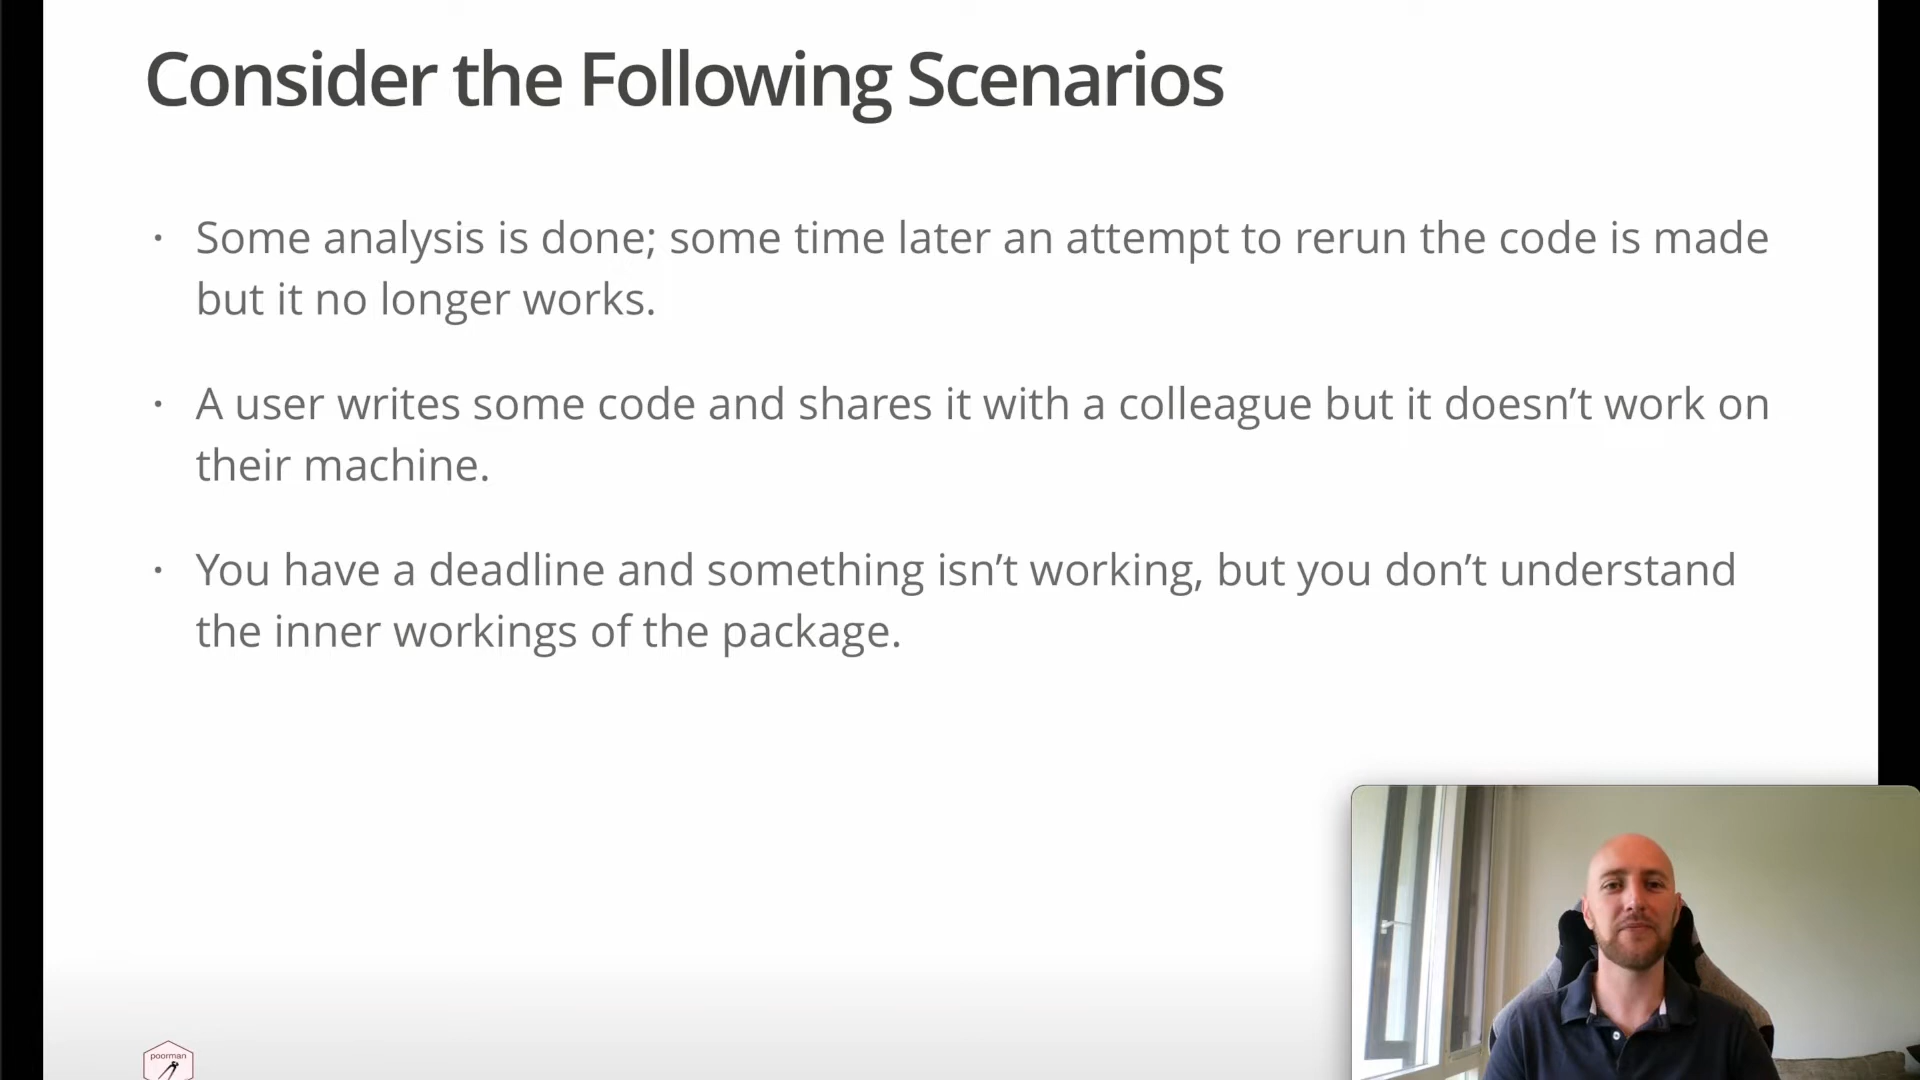 Consider the Following Scenarios
· Some analysis is done; some time later an attempt to rerun the code is made
but it no longer works.
· A user writes some code and shares it with a colleague but it doesn’t work on
their machine.
· You have a deadline and something isn’t working, but you don’t understand
the inner workings of the package.
poorman